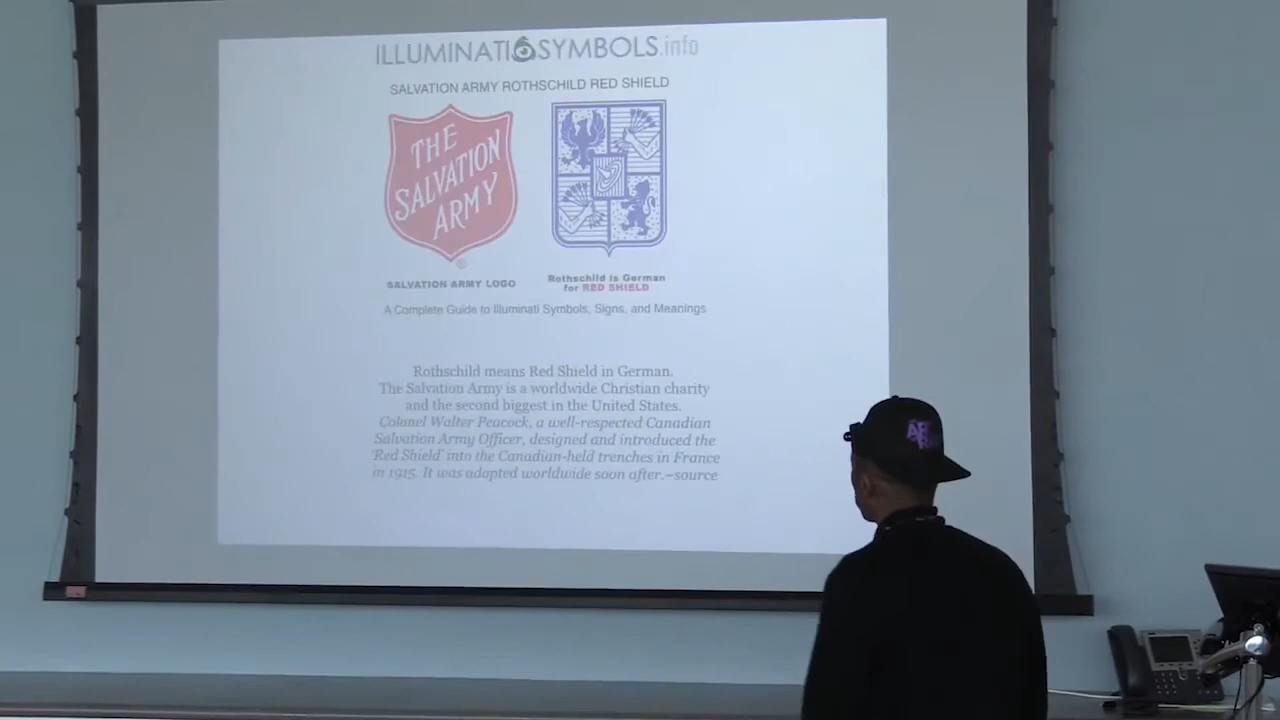 ILLUMINATISYMBOLS.info
SALVATION ARMY ROTHSCHILD RED SHIELD
THE
SALVATION
ARMY
®
SALVATION ARMY LOGO
Rothschild is German
for RED SHIELD
A Complete Guide to Illuminati Symbols, Signs, and Meanings
Rothschild means Red Shield in German.
The Salvation Army is a worldwide Christian charity
and the second biggest in the United States.
Colonel Walter Peacock, a well-respected Canadian
Salvation Army Officer, designed and introduced the
'Red Shield' into the Canadian-held trenches in France
in 1915. It was adopted worldwide soon after.–source